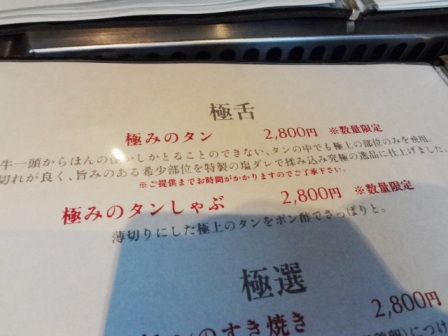 極舌
極みのタン 2,800円 ※数量限定
牛一頭からほんの しかとることのできない、タンの中でも極上の部位のみを使用。
切れが良く、旨みのある希少部位を特製の塩ダレで揉み込み究極の逸品に仕上げました。
※ご提供までお時間がかかりますのでご了承下さい。
極みのタンしゃぶ 2,800円 ※数量限定
薄切りにした極上のタンをポン酢でさっぱりと。
極選
のすき焼き 2,800円
につけ